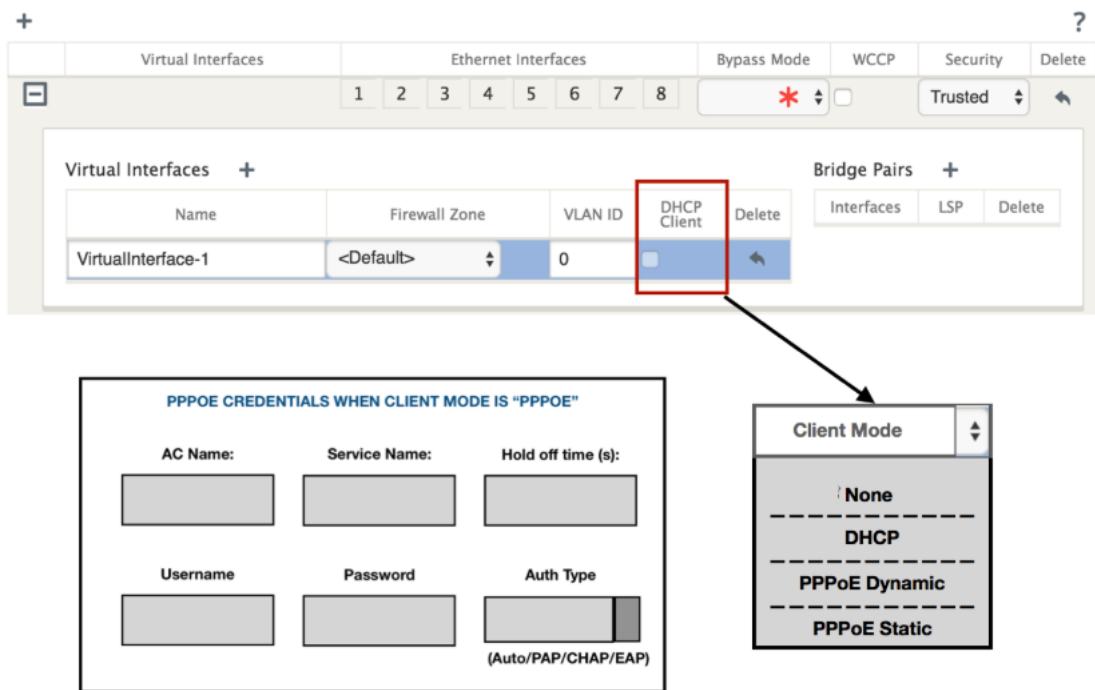 + ?
Virtual Interfaces Ethernet Interfaces Bypass Mode WCCP Security Delete
1 2 3 4 5 6 7 8 * Trusted
Virtual Interfaces + Bridge Pairs +
Name Firewall Zone VLAN ID DHCP Client Delete Interfaces LSP Delete
VirtualInterface-1 <Default> 0
PPPOE CREDENTIALS WHEN CLIENT MODE IS “PPPOE”
AC Name: Service Name: Hold off time (s):
Username Password Auth Type
(Auto/PAP/CHAP/EAP)
Client Mode
None
DHCP
PPPoE Dynamic
PPPoE Static